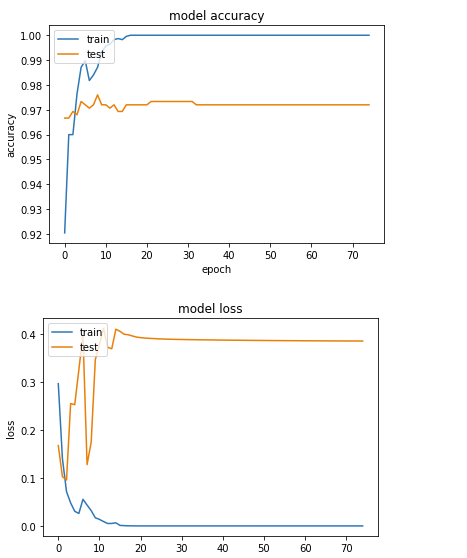 model accuracy
train
test
1.00
0.99
0.98
0.97
0.96
0.95
0.94
0.93
0.92
accuracy
0 10 20 30 40 50 60 70
epoch
model loss
train
test
0.4
0.3
0.2
0.1
0.0
loss
0 10 20 30 40 50 60 70